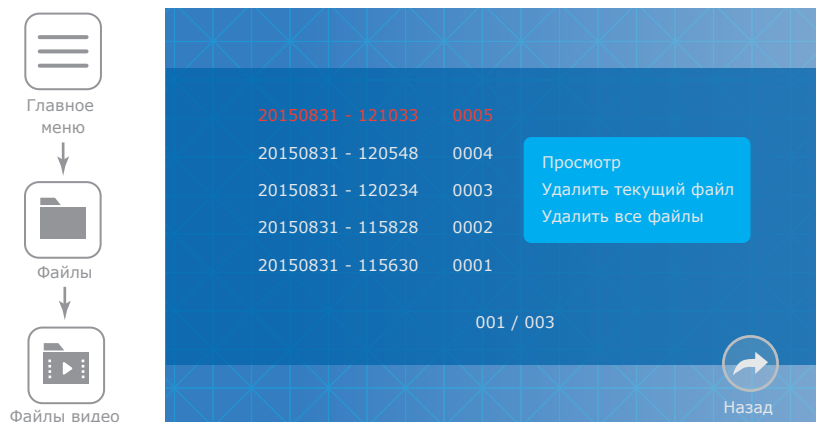 Главное
меню
Файлы
Файлы видео
20150831 - 121033 0005
20150831 - 120548 0004
20150831 - 120234 0003
20150831 - 115828 0002
20150831 - 115630 0001
Просмотр
Удалить текущий файл
Удалить все файлы
001 / 003
Назад